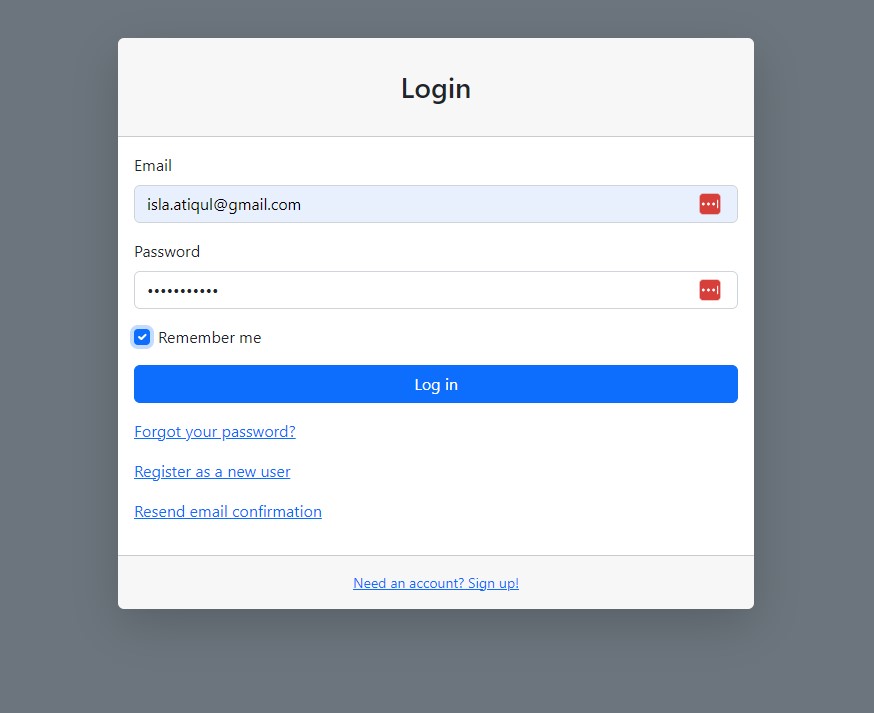 Login
Email
isla.atiqul@gmail.com
Password
•••••••••••
Remember me
Log in
Forgot your password?
Register as a new user
Resend email confirmation
Need an account? Sign up!